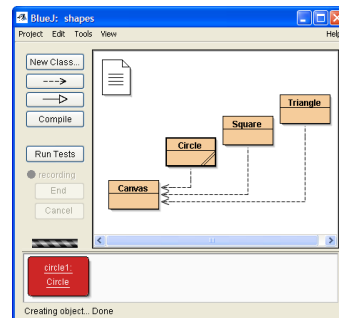 BlueJ: shapes
Project Edit Tools View Help
New Class...
Compile
Run Tests
recording
End
Cancel
Triangle
Square
Circle
Canvas
circle1:
Circle
Creating object... Done